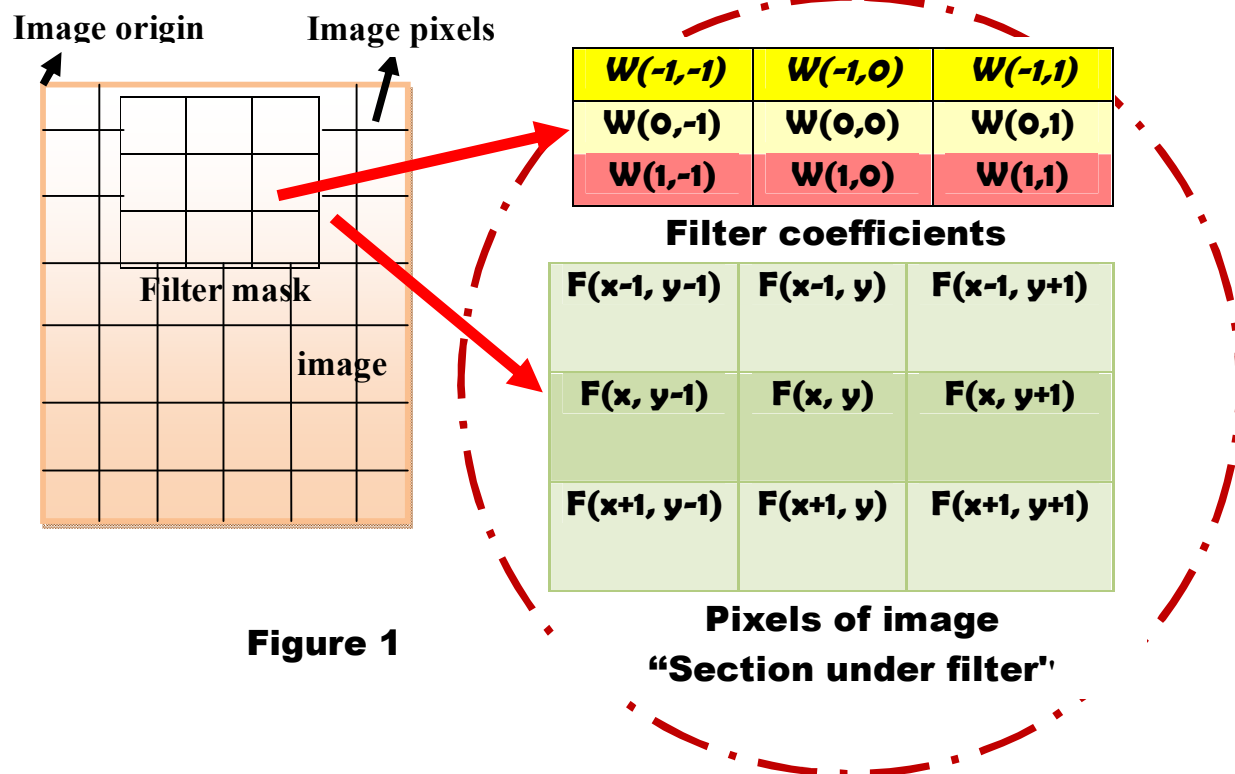 Image origin
Image pixels
W(-1,-1) W(-1,0) W(-1,1)
W(0,-1) W(0,0) W(0,1)
W(1,-1) W(1,0) W(1,1)
Filter coefficients
Filter mask
image
F(x-1, y-1) F(x-1, y) F(x-1, y+1)
F(x, y-1) F(x, y) F(x, y+1)
F(x+1, y-1) F(x+1, y) F(x+1, y+1)
Pixels of image
“Section under filter''
Figure 1